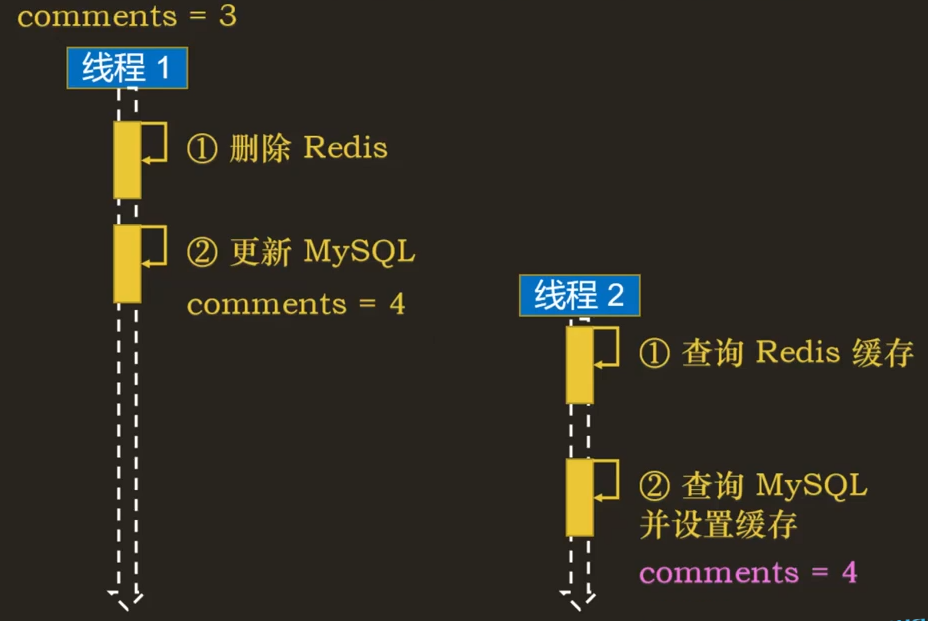 comments = 3
线程 1
① 删除 Redis
② 更新 MySQL
comments = 4
线程 2
① 查询 Redis 缓存
② 查询 MySQL
并设置缓存
comments = 4